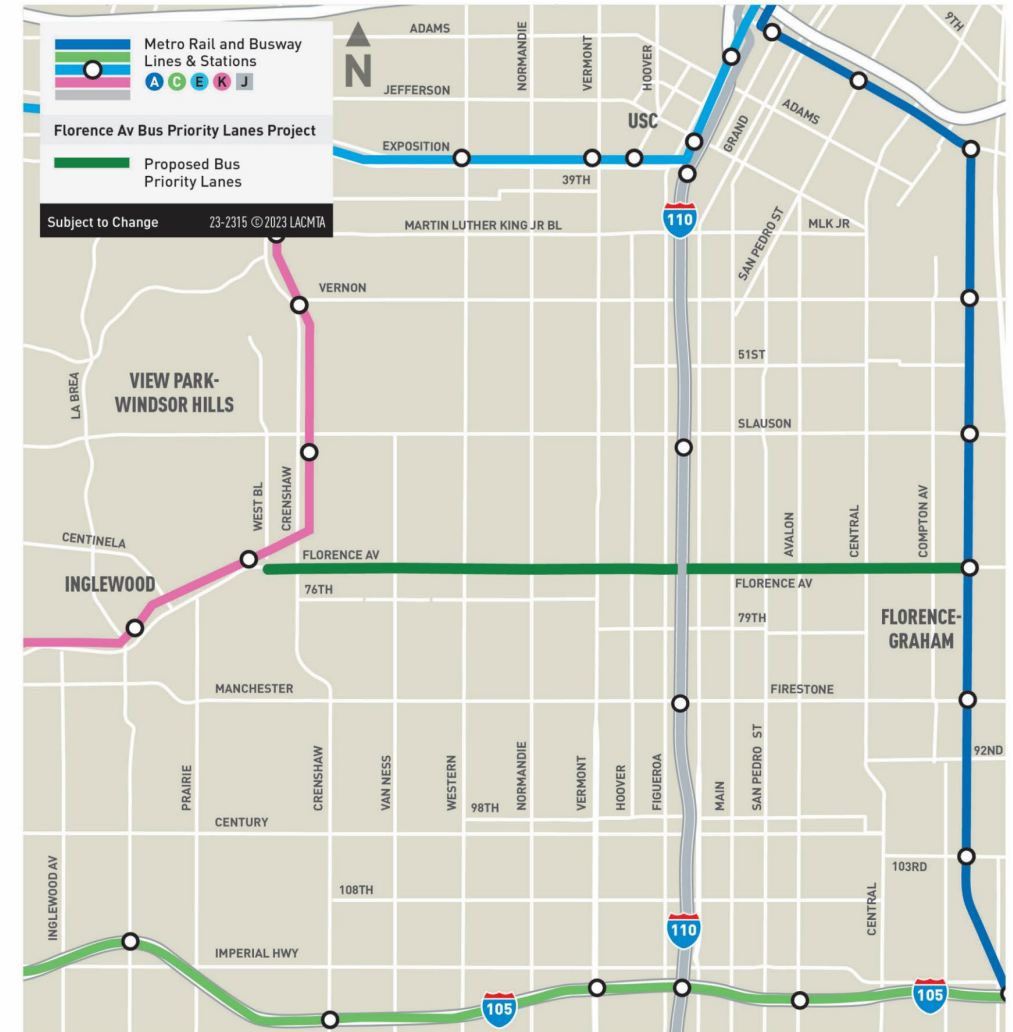 Metro Rail and Busway
Lines & Stations
A C E K J
Florence Av Bus Priority Lanes Project
Proposed Bus
Priority Lanes
Subject to Change 23-2315 ©2023 LACMTA
N
ADAMS
JEFFERSON
EXPOSITION
NORMANDIE
VERMONT
HOOVER
9TH
USC
GRAND
ADAMS
39TH
110
MARTIN LUTHER KING JR BL
SAN PEDRO ST
MLK JR
VERNON
51ST
LA BREA
VIEW PARK-
WINDSOR HILLS
SLAUSON
WEST BL
CRENSHAW
AVALON
CENTRAL
COMPTON AV
CENTINELA
FLORENCE AV
FLORENCE AV
INGLEWOOD
76TH
79TH
FLORENCE-
GRAHAM
MANCHESTER
FIRESTONE
92ND
PRAIRIE
CRENSHAW
VAN NESS
WESTERN
NORMANDIE
VERMONT
HOOVER
FIGUEROA
MAIN
SAN PEDRO ST
98TH
CENTURY
103RD
INGLEWOOD AV
108TH
CENTRAL
110
IMPERIAL HWY
105
105